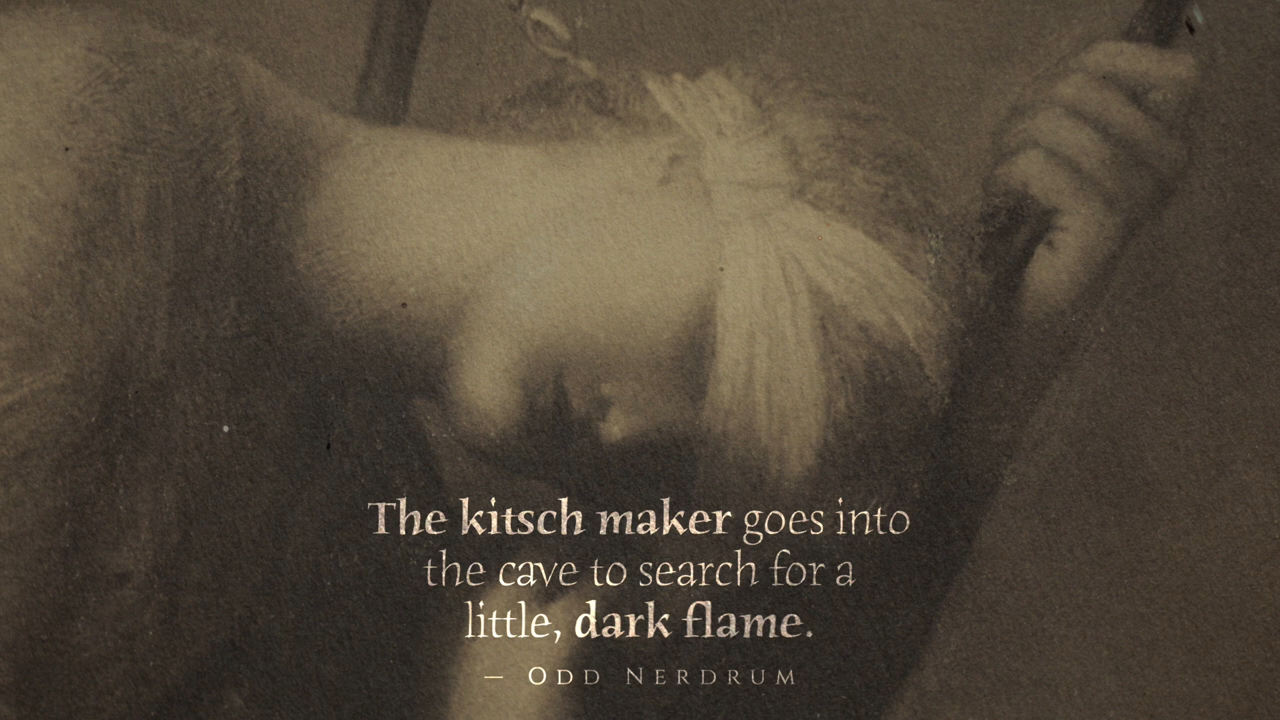 The kitsch maker goes into
the cave to search for a
little, dark flame.
— Odd Nerdrum